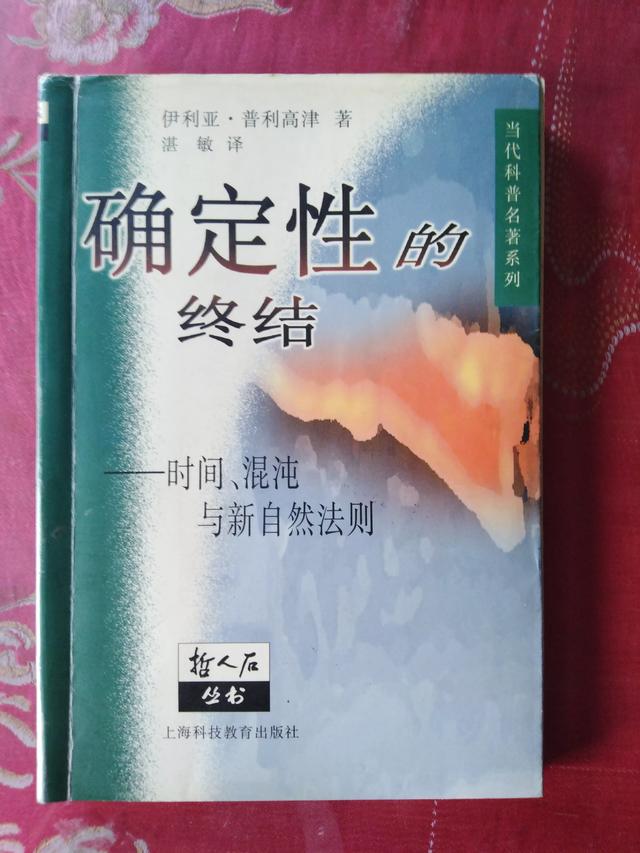 伊利亚·普利高津 著
湛 敏 译
当代科普名著系列
确定性的
终结
——时间、混沌
与新自然法则
哲人石
丛书
上海科技教育出版社